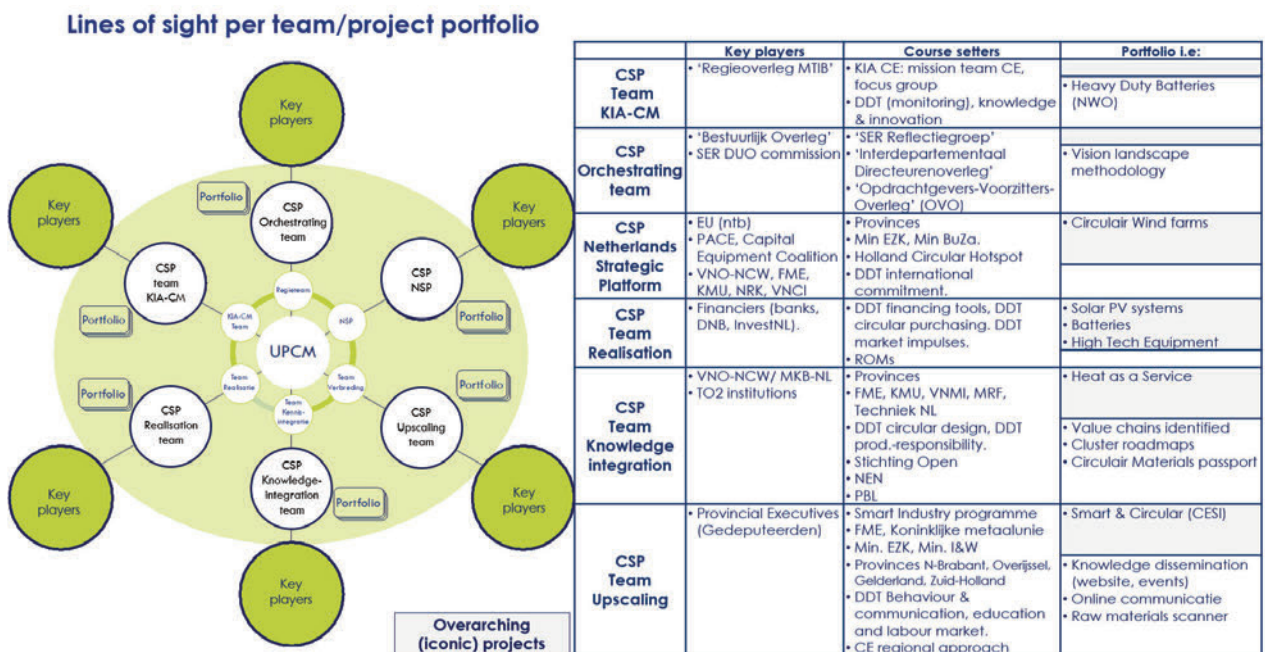 Lines of sight per team/project portfolio
Key
players
Key
players
Key
players
Portfolio
CSP
Orchestrating
team
CSP
team
KIA-CM
CSP
NSP
Portfolio
Portfolio
Regieteam
KIA-CM
Team
NSP
UPCM
Team
Realisatie
Team
Verbreding
Team
Kennis-
integratie
Portfolio
Portfolio
CSP
Realisation
team
CSP
Upscaling
team
CSP
Knowledge-
integration
team
Portfolio
Key
players
Key
players
Key
players
Overarching
(iconic) projects
Key players
Course setters
Portfolio i.e:
CSP
Team
KIA-CM
• 'Regieoverleg MTIB'
• KIA CE: mission team CE,
focus group
• DDT (monitoring), knowledge
& innovation
• Heavy Duty Batteries
(NWO)
CSP
Orchestrating
team
• 'Bestuurlijk Overleg'
• SER DUO commission
• 'SER Reflectiegroep'
• 'Interdepartementaal
Directeurenoverleg'
• 'Opdrachtgevers-Voorzitters-
Overleg' (OVO)
• Vision landscape
methodology
CSP
Netherlands
Strategic
Platform
• EU (ntb)
• PACE, Capital
Equipment Coalition
• VNO-NCW, FME,
KMU, NRK, VNCI
• Provinces
• Min EZK, Min BuZa.
• Holland Circular Hotspot
• DDT international
commitment.
• Circulair Wind farms
CSP
Team
Realisation
• Financiers (banks,
DNB, InvestNL).
• DDT financing tools, DDT
circular purchasing. DDT
market impulses.
• ROMs
• Solar PV systems
• Batteries
• High Tech Equipment
CSP
Team
Knowledge
integration
• VNO-NCW/ MKB-NL
• TO2 institutions
• Provinces
• FME, KMU, VNMI, MRF,
Techniek NL
• DDT circular design, DDT
prod.-responsibility.
• Stichting Open
• NEN
• PBL
• Heat as a Service
• Value chains identified
• Cluster roadmaps
• Circulair Materials passport
CSP
Team
Upscaling
• Provincial Executives
(Gedeputeerden)
• Smart Industry programme
• FME, Koninklijke metaalunie
• Min. EZK, Min. I&W
• Provinces N-Brabant, Overijssel,
Gelderland, Zuid-Holland
• DDT Behaviour &
communication, education
and labour market.
• CE regional approach
• Smart & Circular (CESI)
• Knowledge dissemination
(website, events)
• Online communicatie
• Raw materials scanner